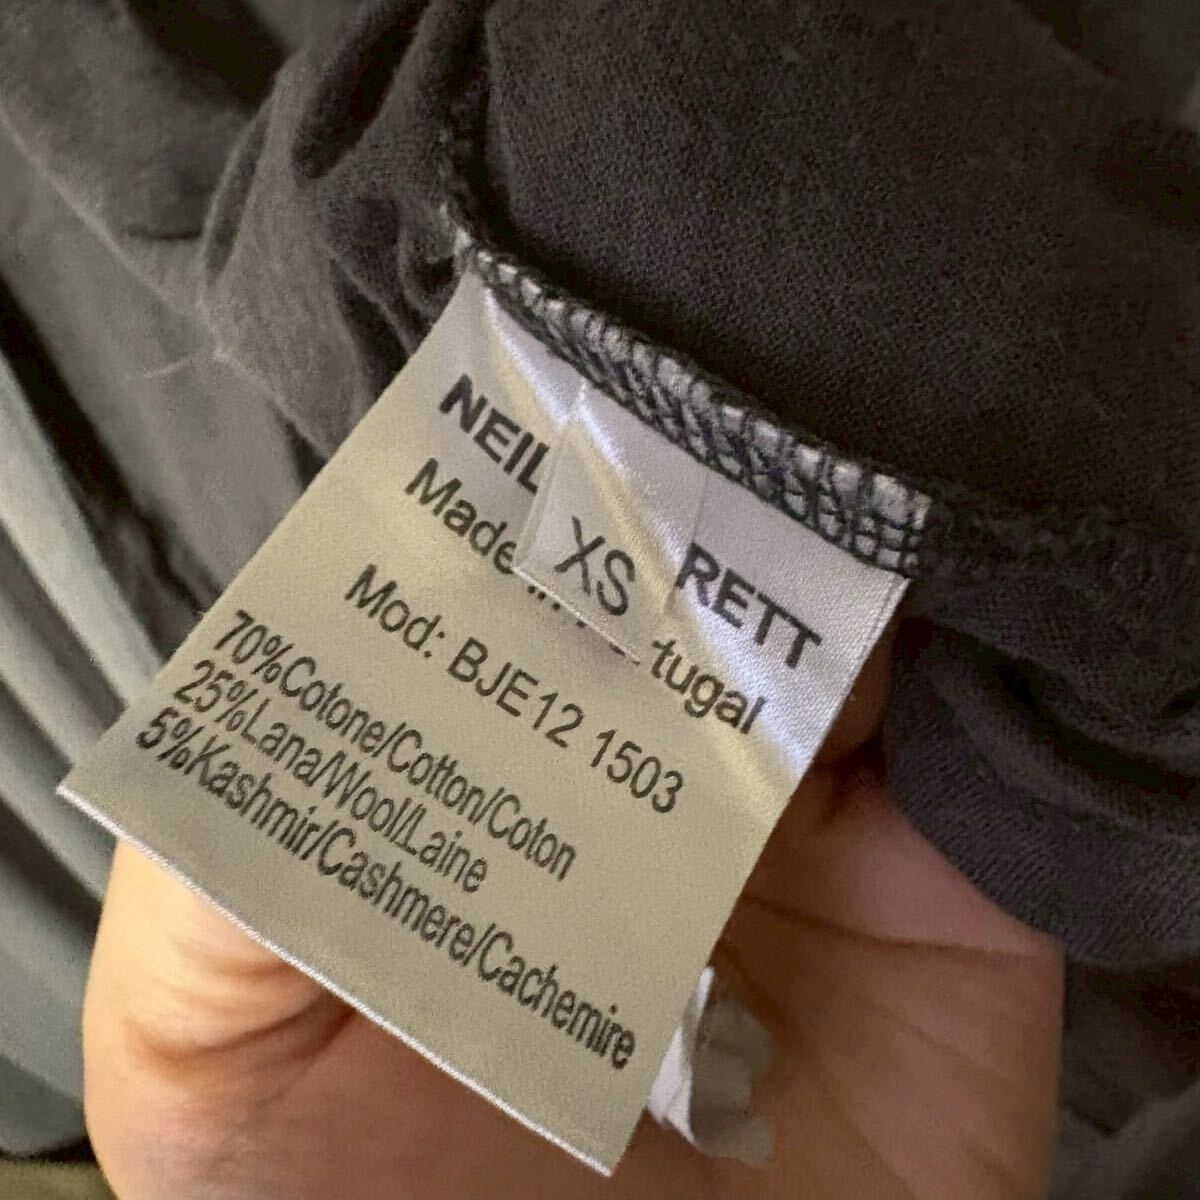 NEIL RETT
XS
Made in tugal
Mod: BJE12 1503
70%Cotone/Cotton/Coton
25%Lana/Wool/Laine
5%Kashmir/Cashmere/Cachemire